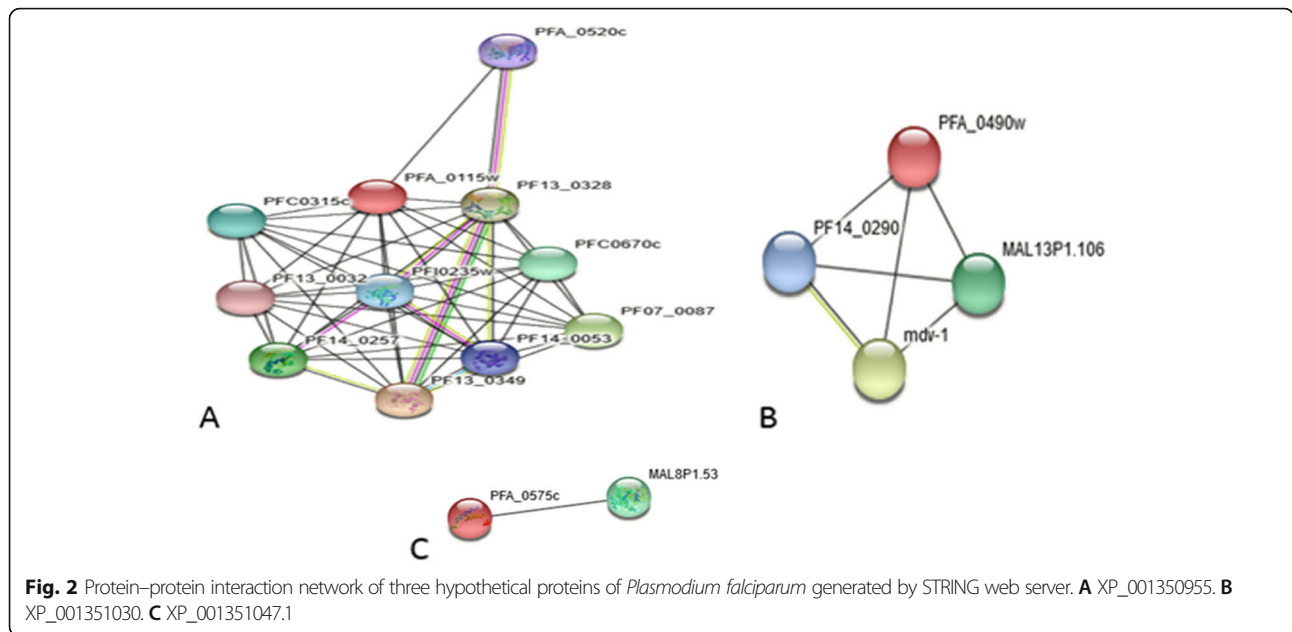 PFA_0520c
PFA_0115w
PF13_0328
PFC0315c
PFC0670c
PF13_0032
PFI0235w
PF07_0087
PF14_0257
PF14_0053
PF13_0349
A
PFA_0490w
PF14_0290
MAL13P1.106
mdv-1
B
PFA_0575c
MAL8P1.53
C
Fig. 2 Protein–protein interaction network of three hypothetical proteins of Plasmodium falciparum generated by STRING web server. A XP_001350955. B
XP_001351030. C XP_001351047.1